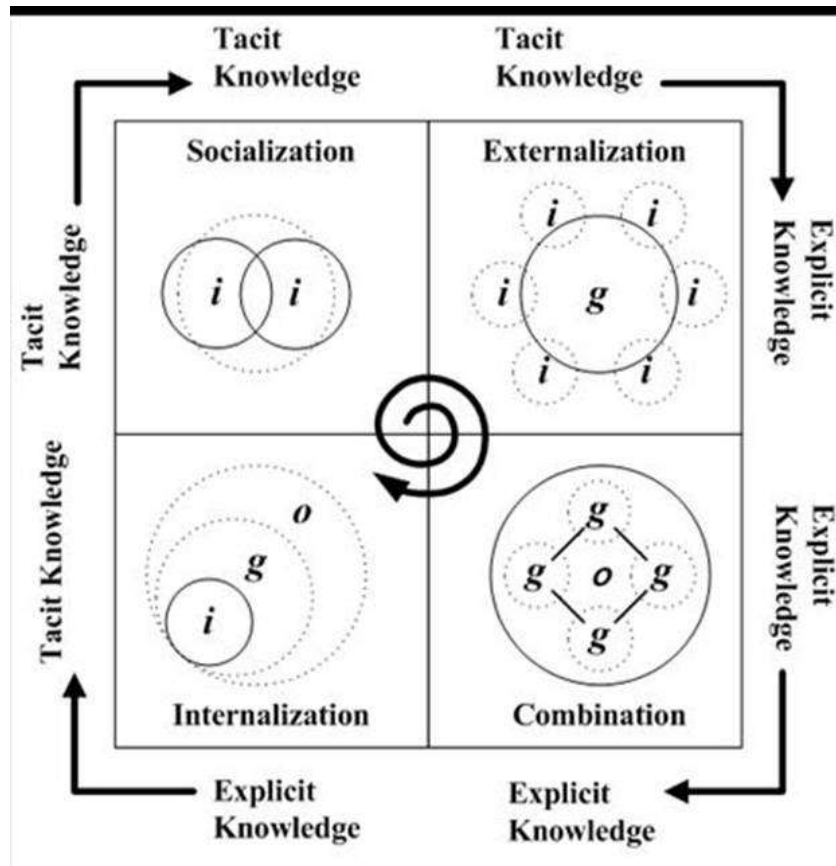 Tacit
Knowledge
Tacit
Knowledge
Socialization
Externalization
i
i
i
i
i
i
g
i
i
i
Tacit
Knowledge
Explicit
Knowledge
Tacit Knowledge
Explicit
Knowledge
o
g
i
g
g
o
g
g
Internalization
Combination
Explicit
Knowledge
Explicit
Knowledge